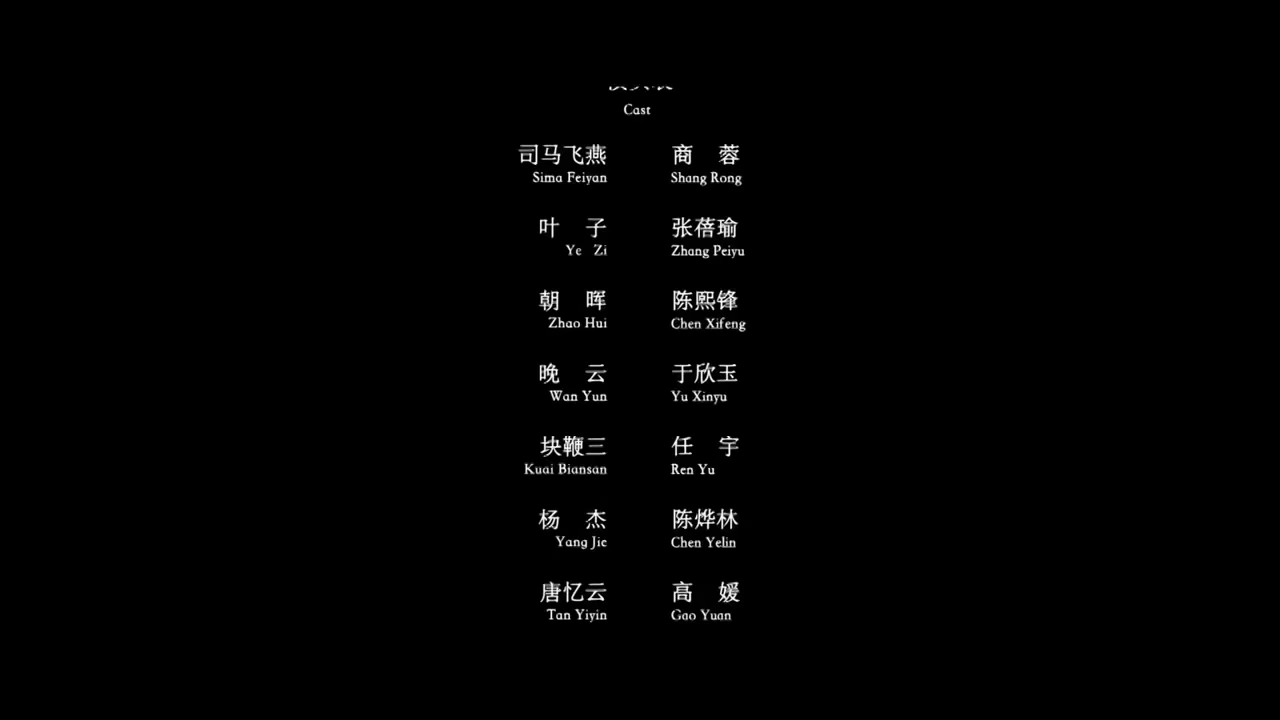 Cast
司马飞燕 商 蓉
Sima Feiyan Shang Rong
叶 子 张蓓瑜
Ye Zi Zhang Peiyu
朝 晖 陈熙锋
Zhao Hui Chen Xifeng
晚 云 于欣玉
Wan Yun Yu Xinyu
块鞭三 任 宇
Kuai Biansan Ren Yu
杨 杰 陈烨林
Yang Jie Chen Yelin
唐忆云 高 媛
Tan Yiyin Gao Yuan